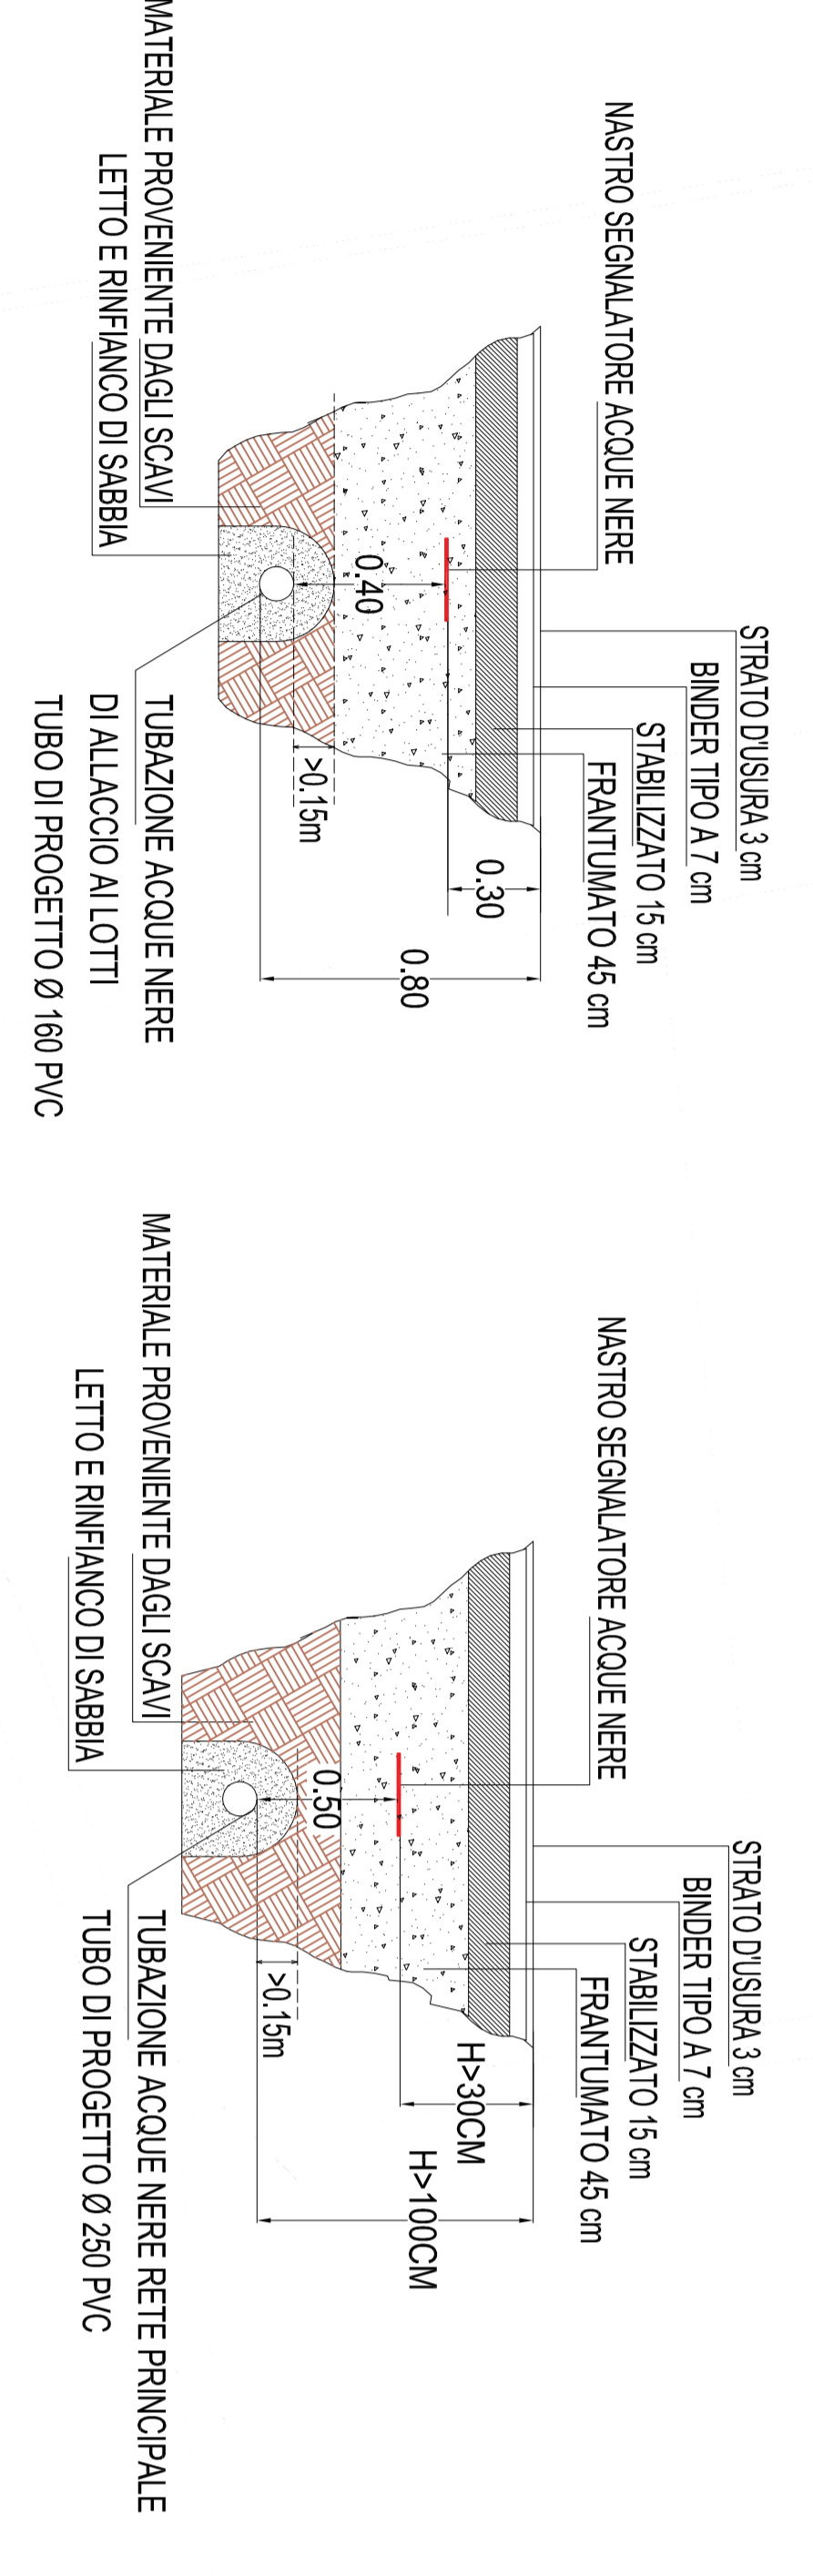 STRATO D'USURA 3 cm
BINDER TIPO A 7 cm
STABILIZZATO 15 cm
FRANTUMATO 45 cm
NASTRO SEGNALATORE ACQUE NERE
0.30
0.40
0.80
>0.15m
MATERIALE PROVENIENTE DAGLI SCAVI
LETTO E RINFIANCO DI SABBIA
TUBAZIONE ACQUE NERE
DI ALLACCIO AI LOTTI
TUBO DI PROGETTO Ø 160 PVC
STRATO D'USURA 3 cm
BINDER TIPO A 7 cm
STABILIZZATO 15 cm
FRANTUMATO 45 cm
NASTRO SEGNALATORE ACQUE NERE
H>30CM
H>100CM
0.50
>0.15m
MATERIALE PROVENIENTE DAGLI SCAVI
LETTO E RINFIANCO DI SABBIA
TUBAZIONE ACQUE NERE RETE PRINCIPALE
TUBO DI PROGETTO Ø 250 PVC